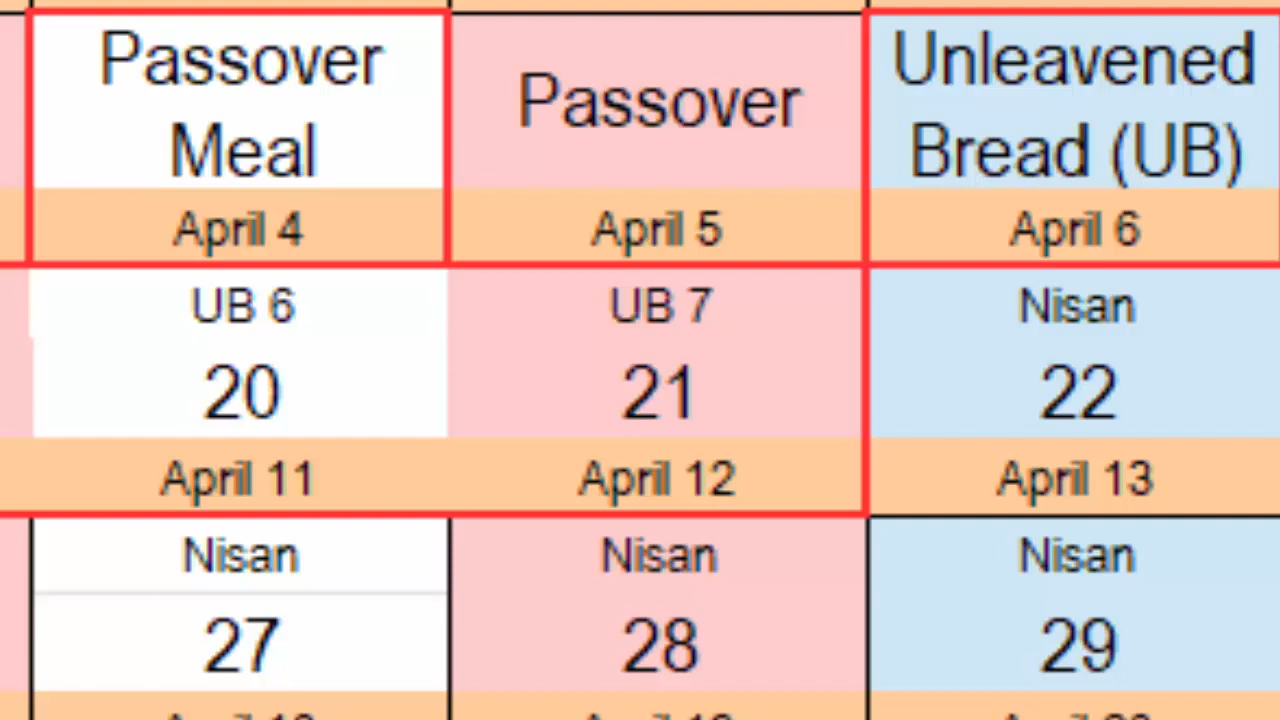 Passover Meal
Passover
Unleavened Bread (UB)
April 4
April 5
April 6
UB 6
UB 7
Nisan
20
21
22
April 11
April 12
April 13
Nisan
Nisan
Nisan
27
28
29